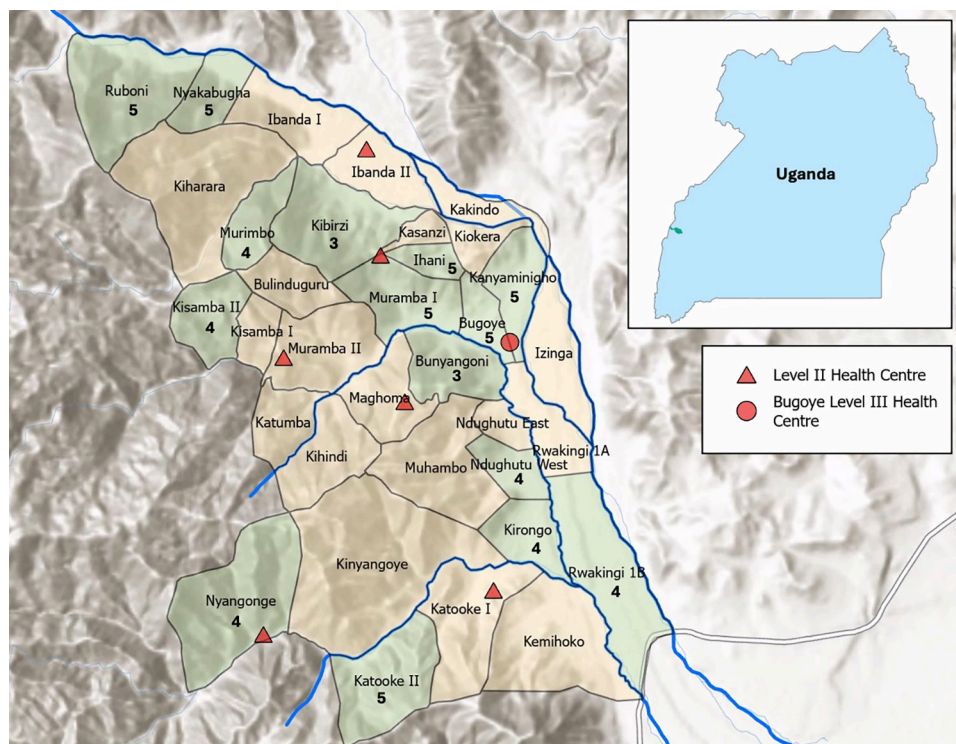 Ruboni
5
Nyakabugha
5
Ibanda I
Ibanda II
Kiharara
Kakindo
Murimbo
4
Kibirzi
3
Kasanzi
Kiokera
Ihani
5
Kanyaminigho
5
Bulinduguru
Muramba I
5
Kisamba II
4
Kisamba I
Bugoye
5
Muramba II
Bunyangoni
3
Izinga
Maghoma
Katumba
Ndughutu East
Kihindi
Muhambo
Rwakingi 1A
Ndughutu West
4
Kirongo
4
Kinyangoye
Rwakingi 1B
4
Nyangonge
4
Katooke I
Kemihoko
Katooke II
5
Uganda
Level II Health Centre
Bugoye Level III Health
Centre